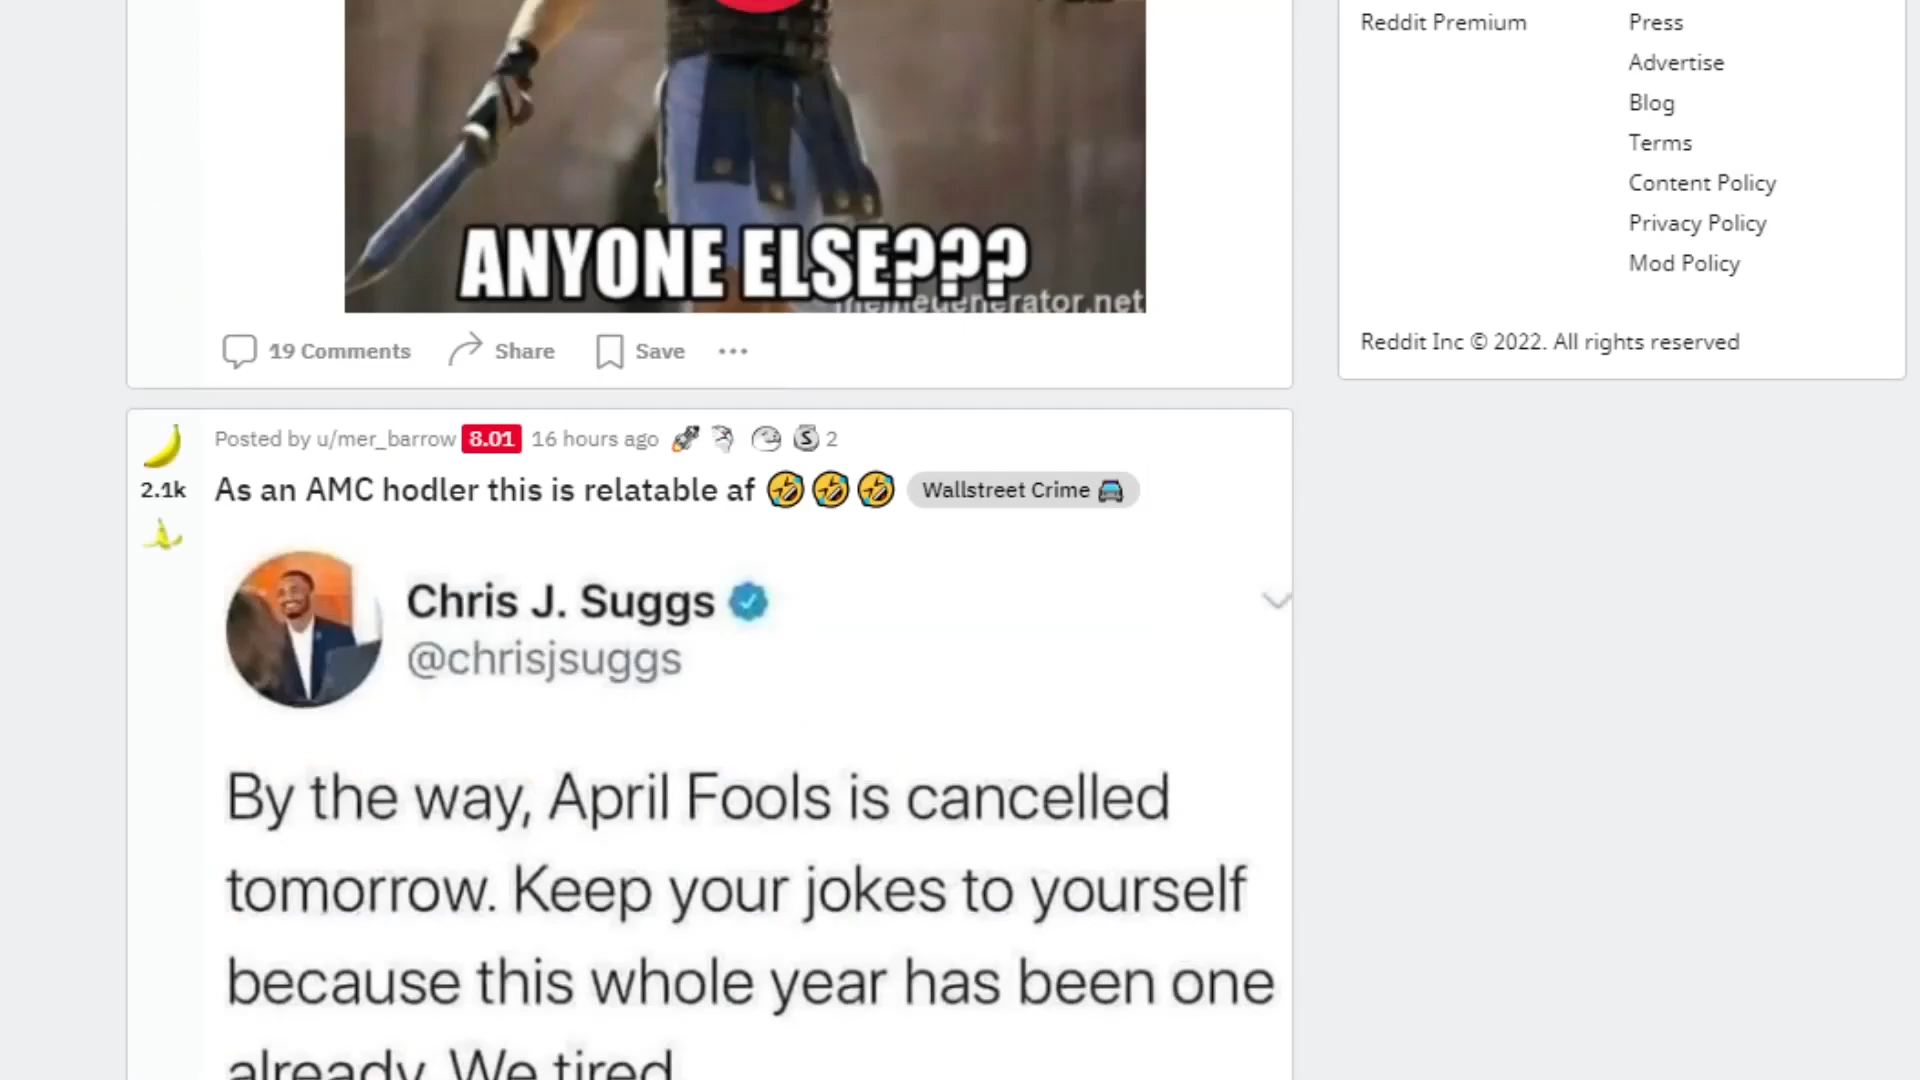 ANYONE ELSE???
memegenerator.net
19 Comments Share Save
Posted by u/mer_barrow 8.01 16 hours ago 2
2.1k
As an AMC hodler this is relatable af 🤣🤣🤣 Wallstreet Crime 🚔
Chris J. Suggs
@chrisjsuggs
By the way, April Fools is cancelled
tomorrow. Keep your jokes to yourself
because this whole year has been one
already. We tired.
Reddit Premium
Press
Advertise
Blog
Terms
Content Policy
Privacy Policy
Mod Policy
Reddit Inc © 2022. All rights reserved